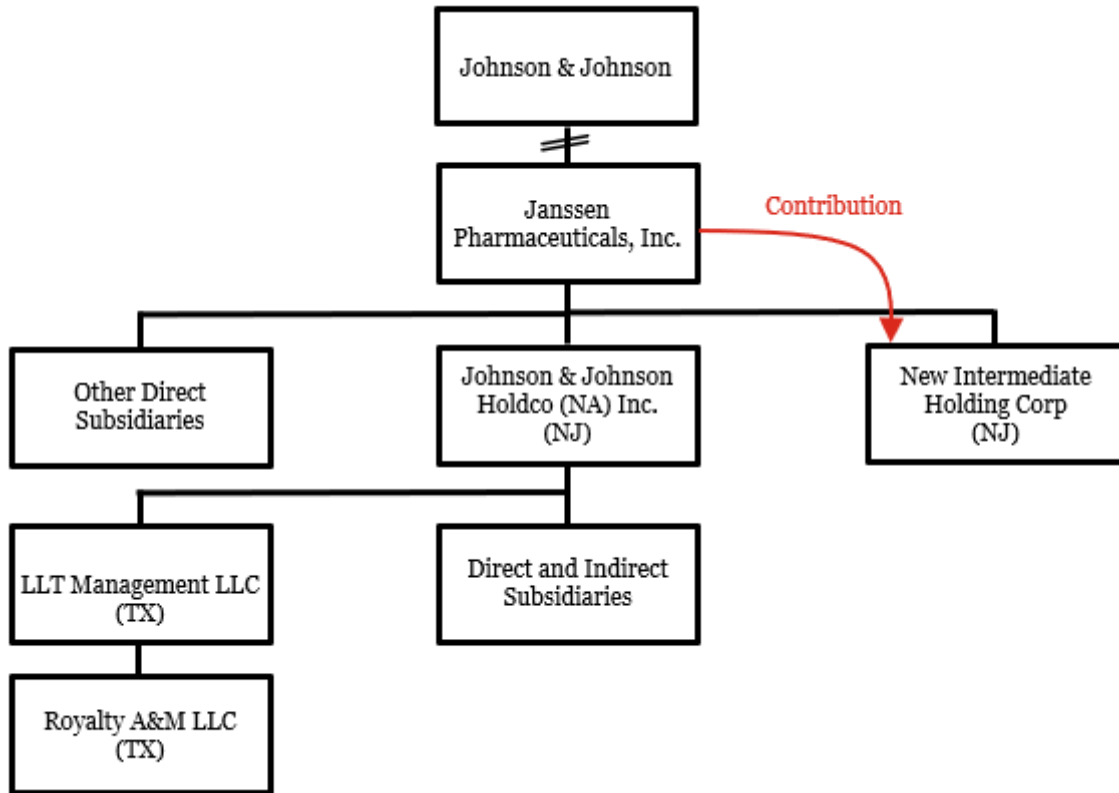 Johnson & Johnson
Janssen
Pharmaceuticals, Inc.
Contribution
Other Direct
Subsidiaries
Johnson & Johnson
Holdco (NA) Inc.
(NJ)
New Intermediate
Holding Corp
(NJ)
LLT Management LLC
(TX)
Direct and Indirect
Subsidiaries
Royalty A&M LLC
(TX)